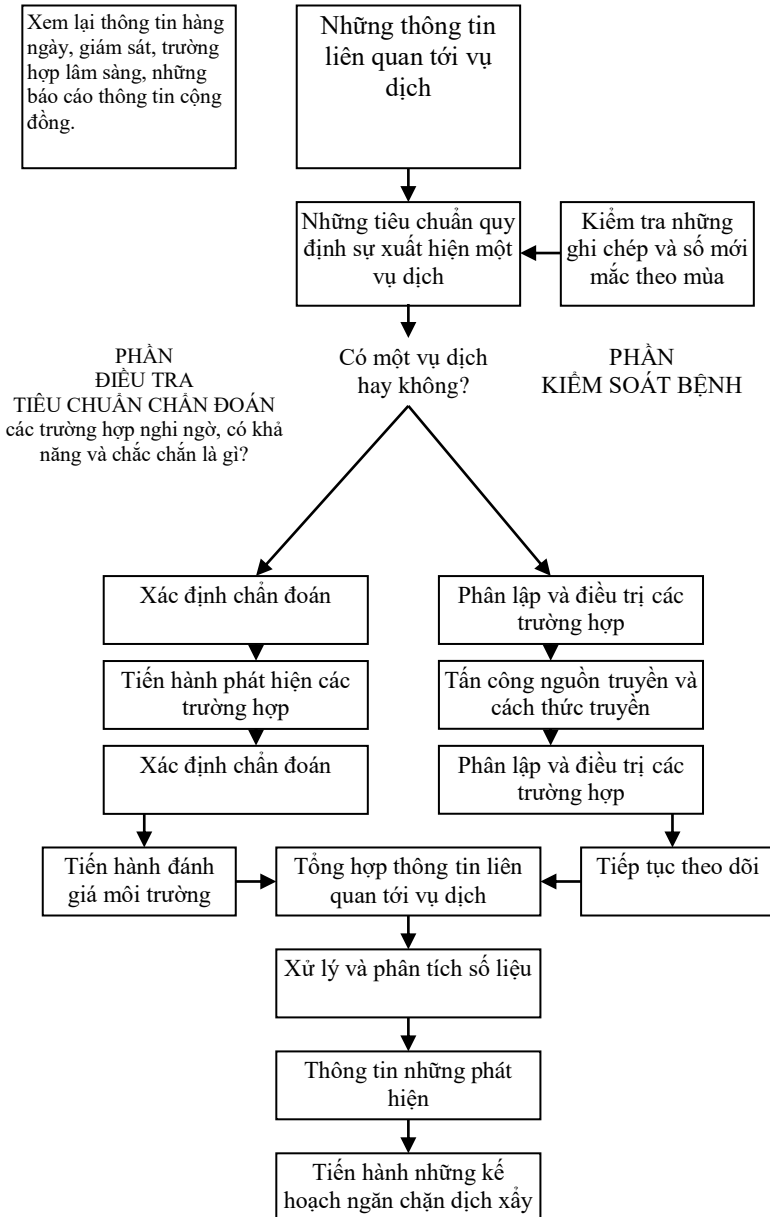 Xem lại thông tin hàng
ngày, giám sát, trường
hợp lâm sàng, những
báo cáo thông tin cộng
đồng.
Những thông tin
liên quan tới vụ
dịch
Những tiêu chuẩn quy
định sự xuất hiện một
vụ dịch
Kiểm tra những
ghi chép và số mới
mắc theo mùa
PHẦN
ĐIỀU TRA
TIÊU CHUẨN CHẨN ĐOÁN
các trường hợp nghi ngờ, có khả
năng và chắc chắn là gì?
Có một vụ dịch
hay không?
PHẦN
KIỂM SOÁT BỆNH
Xác định chẩn đoán
Phân lập và điều trị các
trường hợp
Tiến hành phát hiện các
trường hợp
Tấn công nguồn truyền và
cách thức truyền
Xác định chẩn đoán
Phân lập và điều trị các
trường hợp
Tiến hành đánh
giá môi trường
Tổng hợp thông tin liên
quan tới vụ dịch
Tiếp tục theo dõi
Xử lý và phân tích số liệu
Thông tin những phát
hiện
Tiến hành những kế
hoạch ngăn chặn dịch xẩy